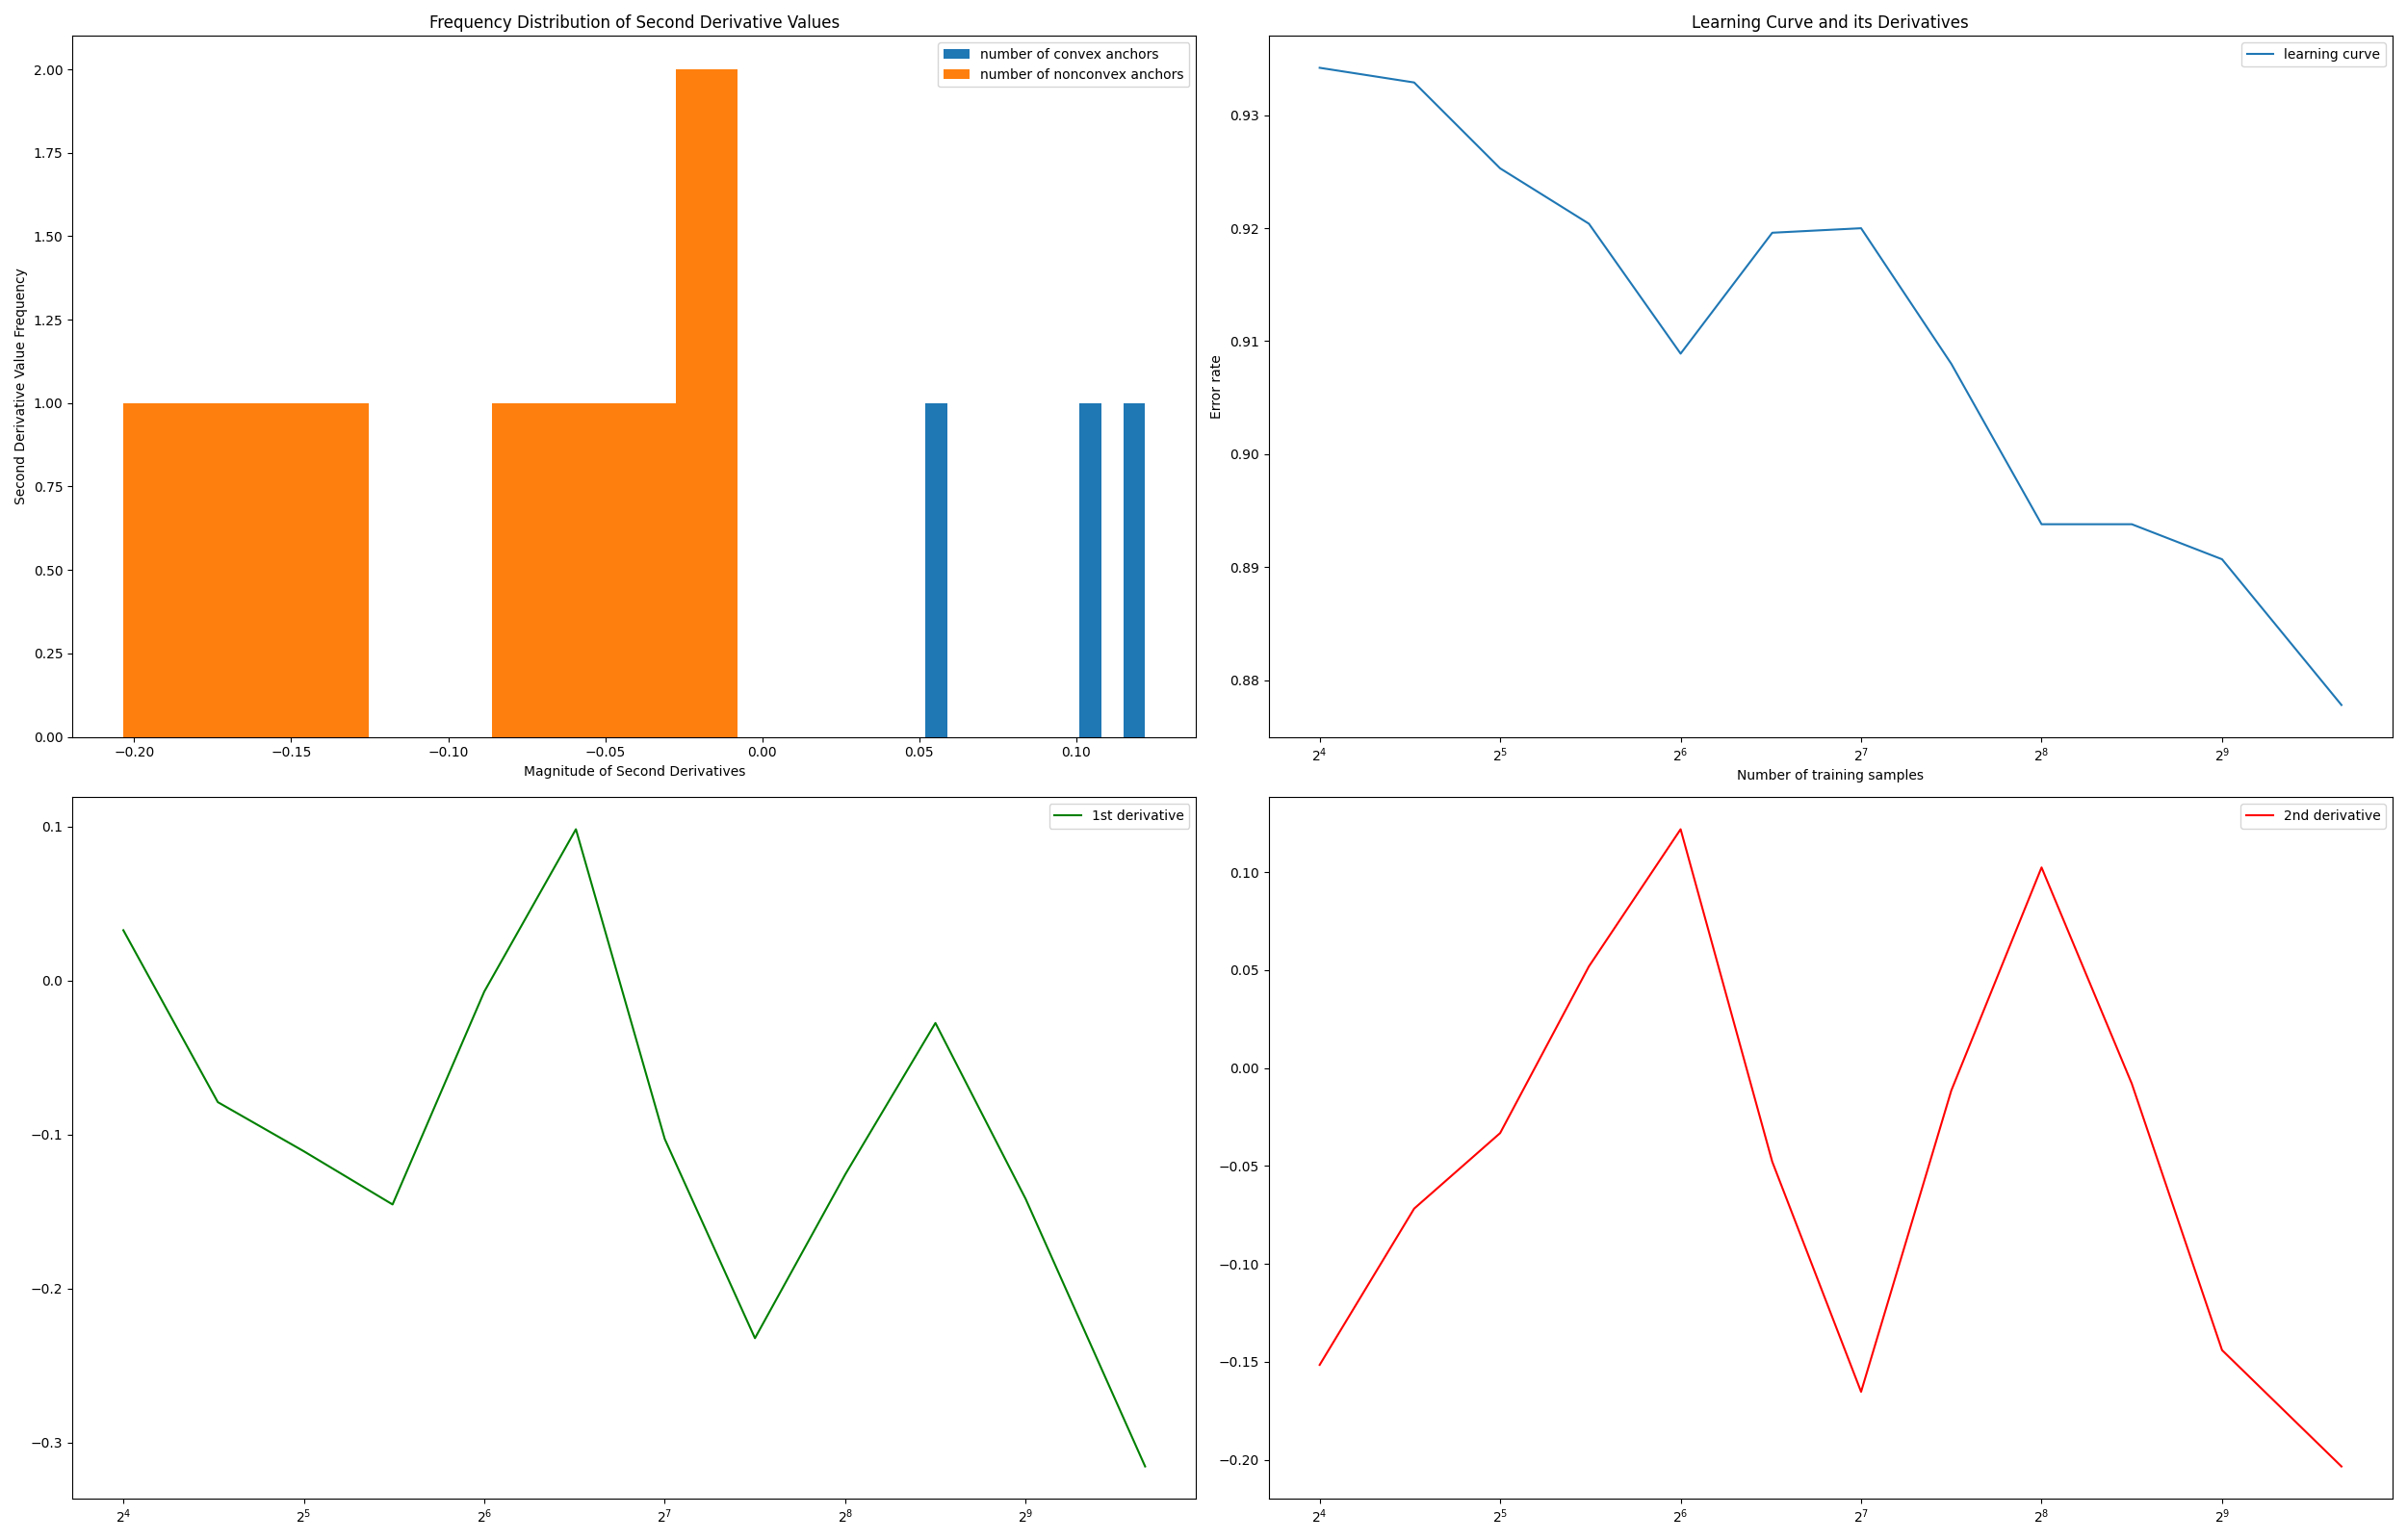 Frequency Distribution of Second Derivative Values
number of convex anchors
number of nonconvex anchors
2.00
1.75
1.50
1.25
1.00
0.75
0.50
0.25
0.00
Second Derivative Value Frequency
−0.20 −0.15 −0.10 −0.05 0.00 0.05 0.10
Magnitude of Second Derivatives
Learning Curve and its Derivatives
learning curve
0.93
0.92
0.91
0.90
0.89
0.88
Error rate
2⁴ 2⁵ 2⁶ 2⁷ 2⁸ 2⁹
Number of training samples
1st derivative
0.1
0.0
−0.1
−0.2
−0.3
2⁴ 2⁵ 2⁶ 2⁷ 2⁸ 2⁹
2nd derivative
0.10
0.05
0.00
−0.05
−0.10
−0.15
−0.20
2⁴ 2⁵ 2⁶ 2⁷ 2⁸ 2⁹